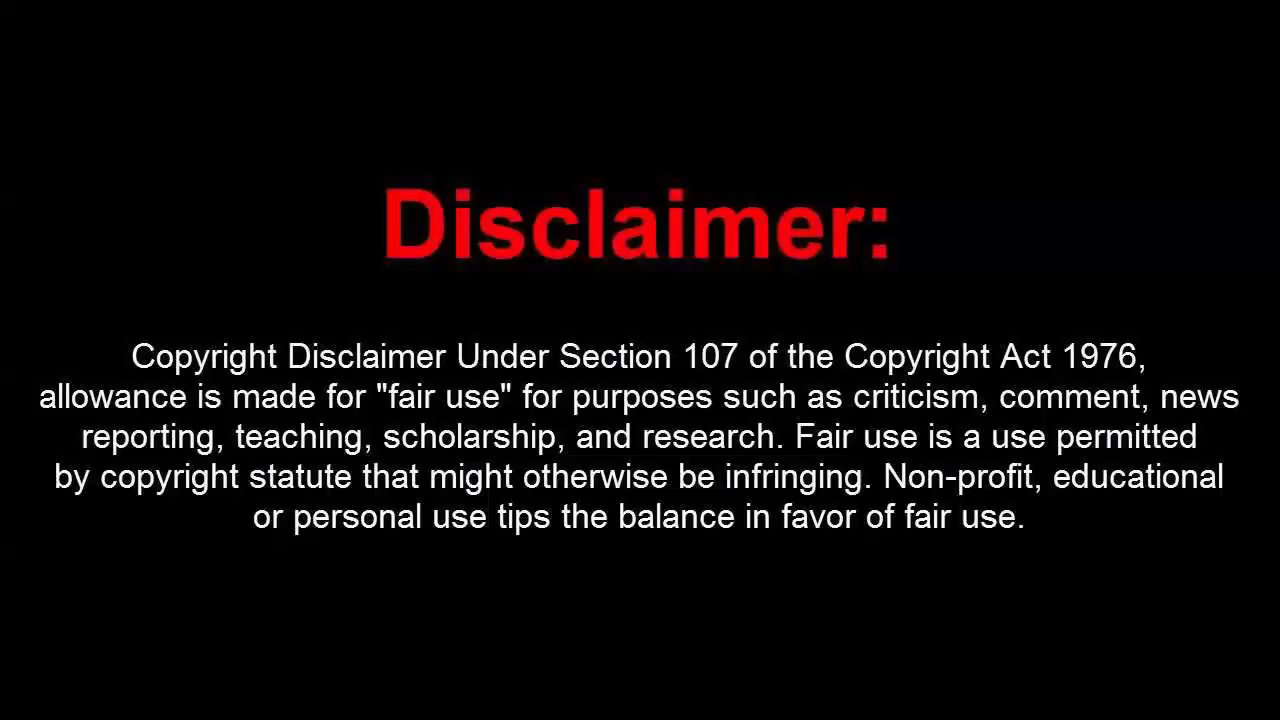 Disclaimer:
Copyright Disclaimer Under Section 107 of the Copyright Act 1976,
allowance is made for "fair use" for purposes such as criticism, comment, news
reporting, teaching, scholarship, and research. Fair use is a use permitted
by copyright statute that might otherwise be infringing. Non-profit, educational
or personal use tips the balance in favor of fair use.